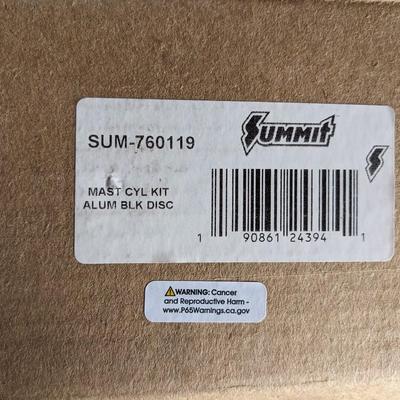 SUM-760119
SUMMIT
MAST CYL KIT
ALUM BLK DISC
1 90861 24394 1
WARNING: Cancer
and Reproductive Harm -
www.P65Warnings.ca.gov